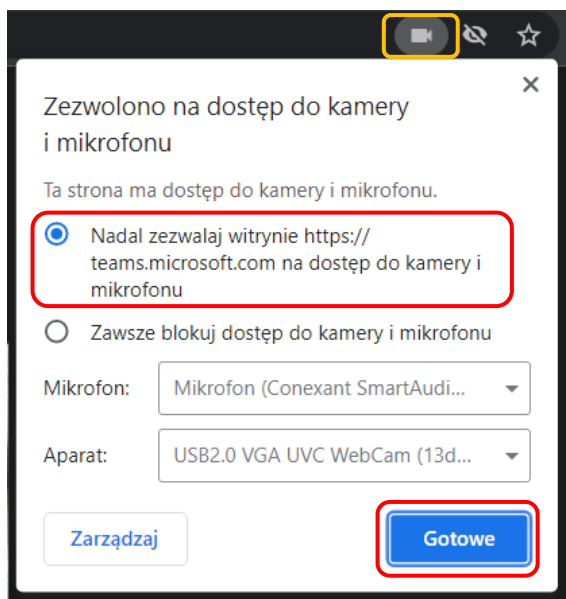 Zezwolono na dostęp do kamery
i mikrofonu
Ta strona ma dostęp do kamery i mikrofonu.
Nadal zezwalaj witrynie https://
teams.microsoft.com na dostęp do kamery i
mikrofonu
Zawsze blokuj dostęp do kamery i mikrofonu
Mikrofon: Mikrofon (Conexant SmartAudi...
Aparat: USB2.0 VGA UVC WebCam (13d...
Zarządzaj Gotowe